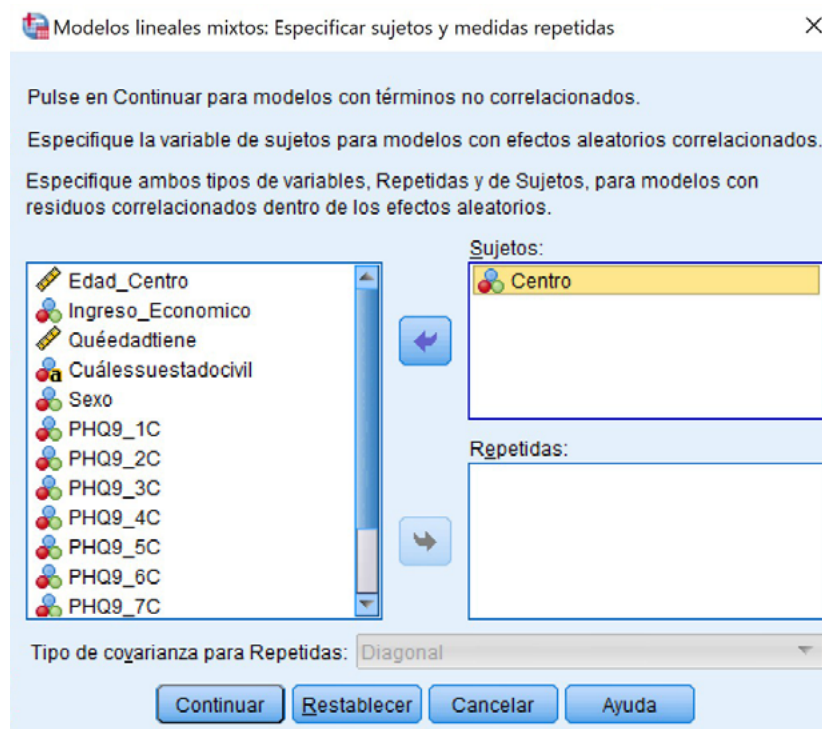 Modelos lineales mixtos: Especificar sujetos y medidas repetidas
Pulse en Continuar para modelos con términos no correlacionados.
Especifique la variable de sujetos para modelos con efectos aleatorios correlacionados.
Especifique ambos tipos de variables, Repetidas y de Sujetos, para modelos con
residuos correlacionados dentro de los efectos aleatorios.
Edad_Centro
Ingreso_Economico
Quéedadtiene
Cuálessuestadocivil
Sexo
PHQ9_1C
PHQ9_2C
PHQ9_3C
PHQ9_4C
PHQ9_5C
PHQ9_6C
PHQ9_7C
Sujetos:
Centro
Repetidas:
Tipo de covarianza para Repetidas: Diagonal
Continuar Restablecer Cancelar Ayuda